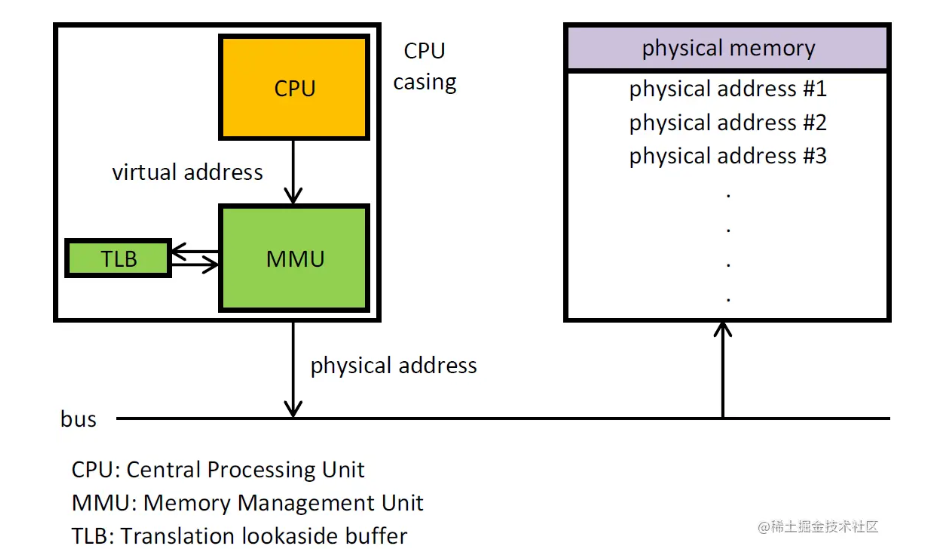 CPU
CPU
casing
virtual address
TLB
MMU
physical memory
physical address #1
physical address #2
physical address #3
.
.
.
.
physical address
bus
CPU: Central Processing Unit
MMU: Memory Management Unit
TLB: Translation lookaside buffer
@稀土掘金技术社区